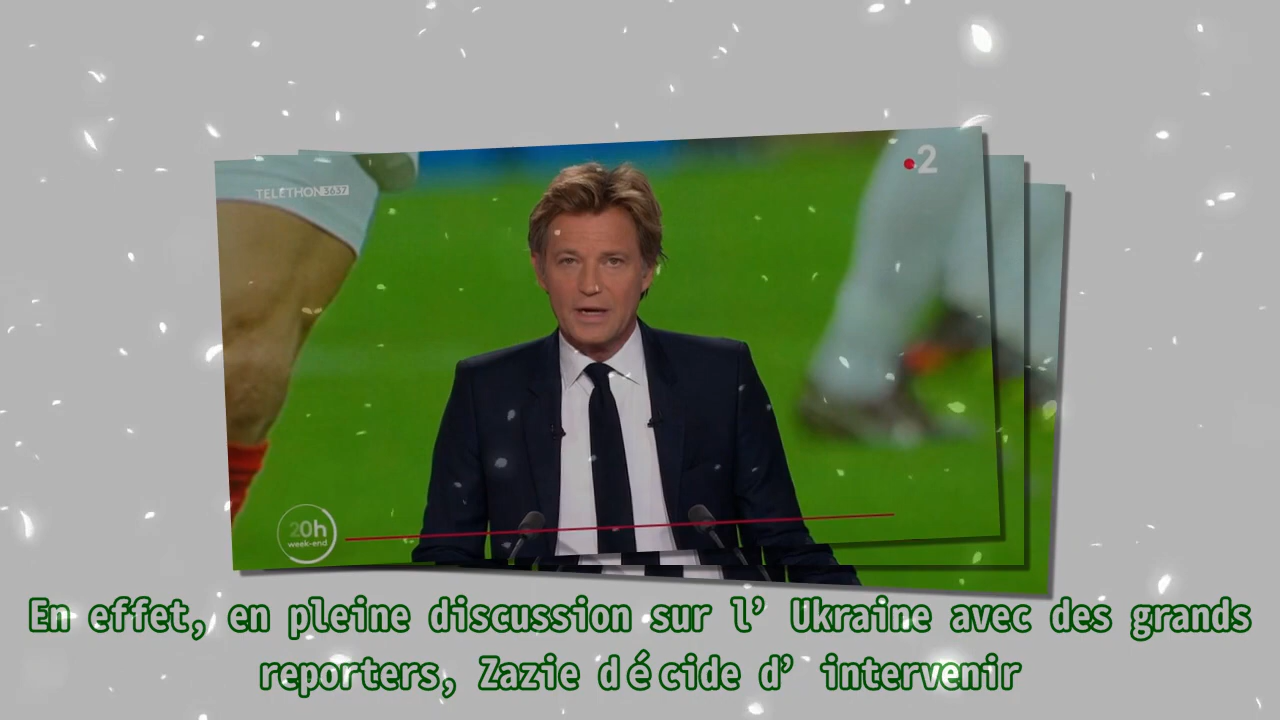 TELETHON 3637
2
20h
week-end
En effet, en pleine discussion sur l’ Ukraine avec des grands
reporters, Zazie décide d’ intervenir